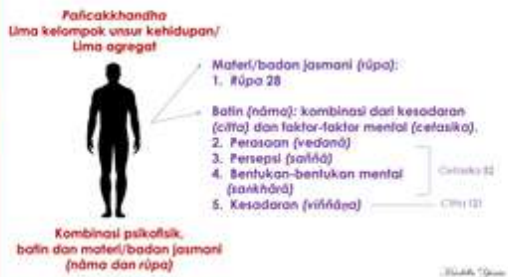 Pañcakkhandha
Lima kelompok unsur kehidupan/
Lima agregat
Materi/badan jasmani (rūpa):
1. Rūpa 28
Batin (nāma): kombinasi dari kesadaran
(citta) dan faktor-faktor mental (cetasika).
2. Perasaan (vedanā)
3. Persepsi (saññā)
4. Bentukan-bentukan mental
(saṅkhārā)
5. Kesadaran (viññāṇa)
Cetasika 52
Citta 121
Kombinasi psikofisik,
batin dan materi/badan jasmani
(nāma dan rūpa)